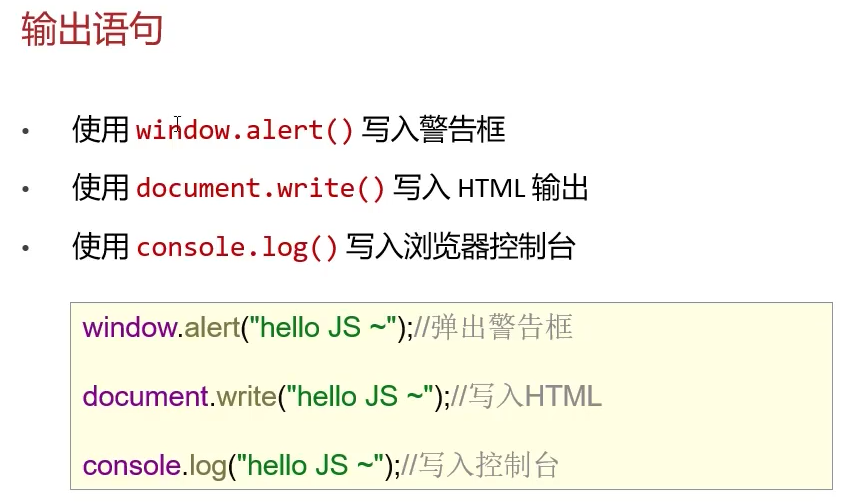 输出语句
• 使用 window.alert() 写入警告框
• 使用 document.write() 写入 HTML 输出
• 使用 console.log() 写入浏览器控制台
window.alert("hello JS ~");//弹出警告框
document.write("hello JS ~");//写入HTML
console.log("hello JS ~");//写入控制台